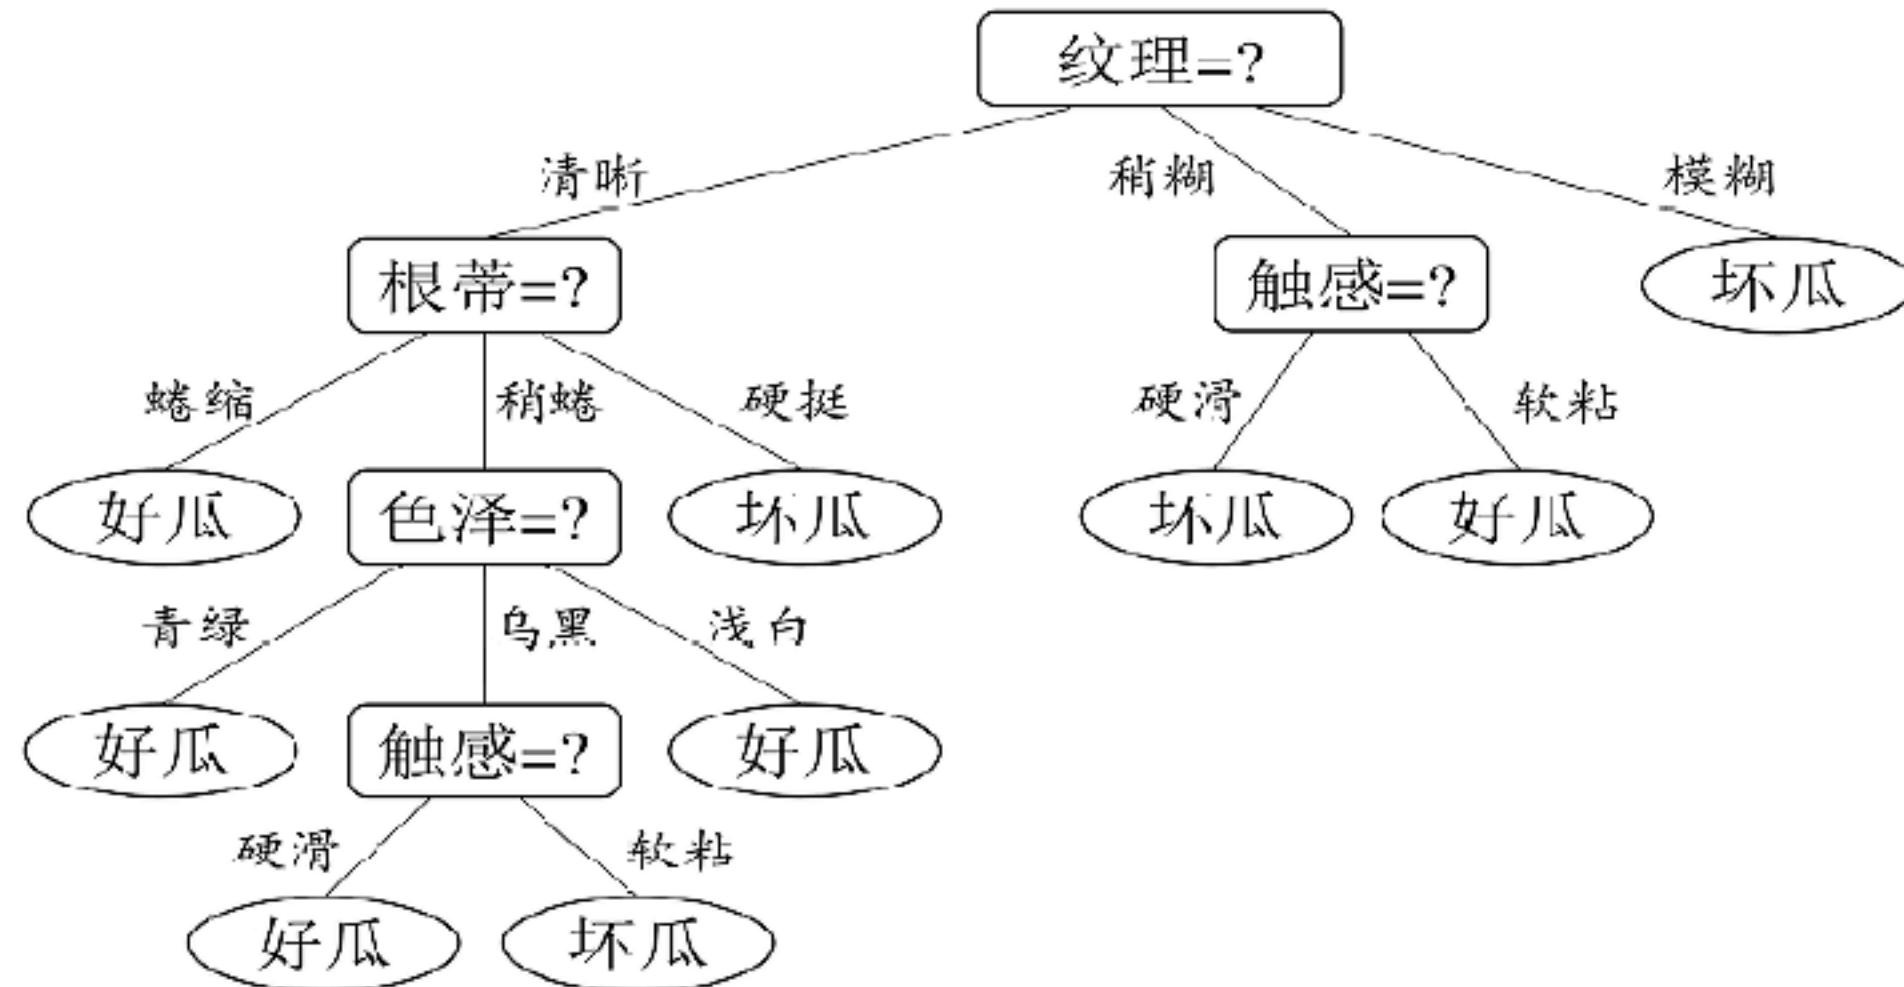 纹理=?
清晰 稍糊 模糊
根蒂=? 触感=? 坏瓜
蜷缩 稍蜷 硬挺 硬滑 软粘
好瓜 色泽=? 坏瓜 坏瓜 好瓜
青绿 乌黑 浅白
好瓜 触感=? 好瓜
硬滑 软粘
好瓜 坏瓜